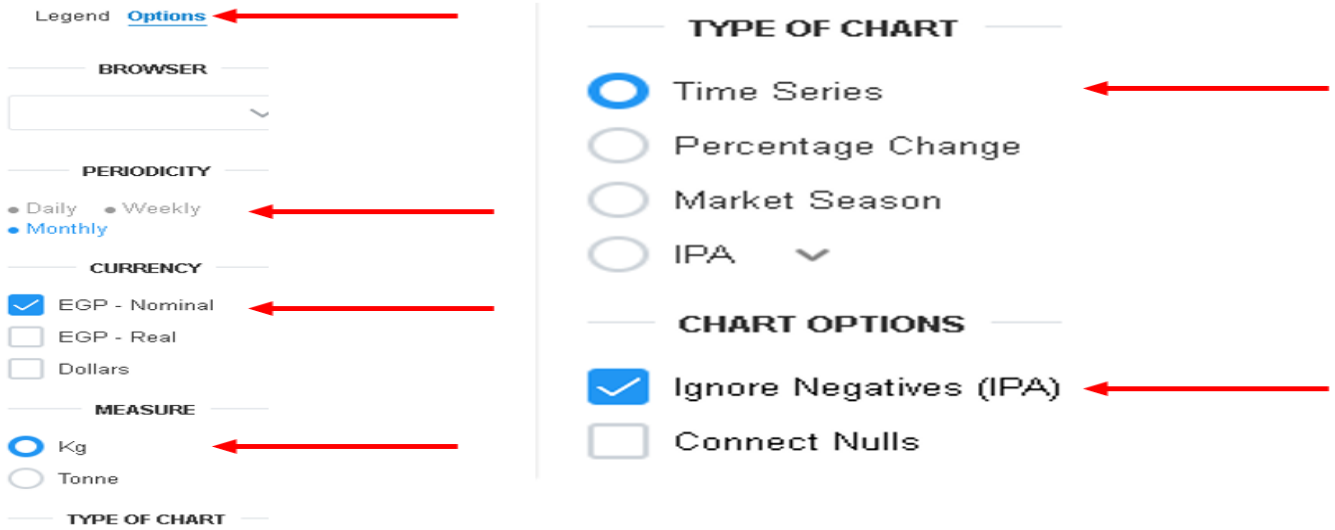 Legend Options
BROWSER
PERIODICITY
Daily Weekly
Monthly
CURRENCY
EGP - Nominal
EGP - Real
Dollars
MEASURE
Kg
Tonne
TYPE OF CHART
TYPE OF CHART
Time Series
Percentage Change
Market Season
IPA
CHART OPTIONS
Ignore Negatives (IPA)
Connect Nulls